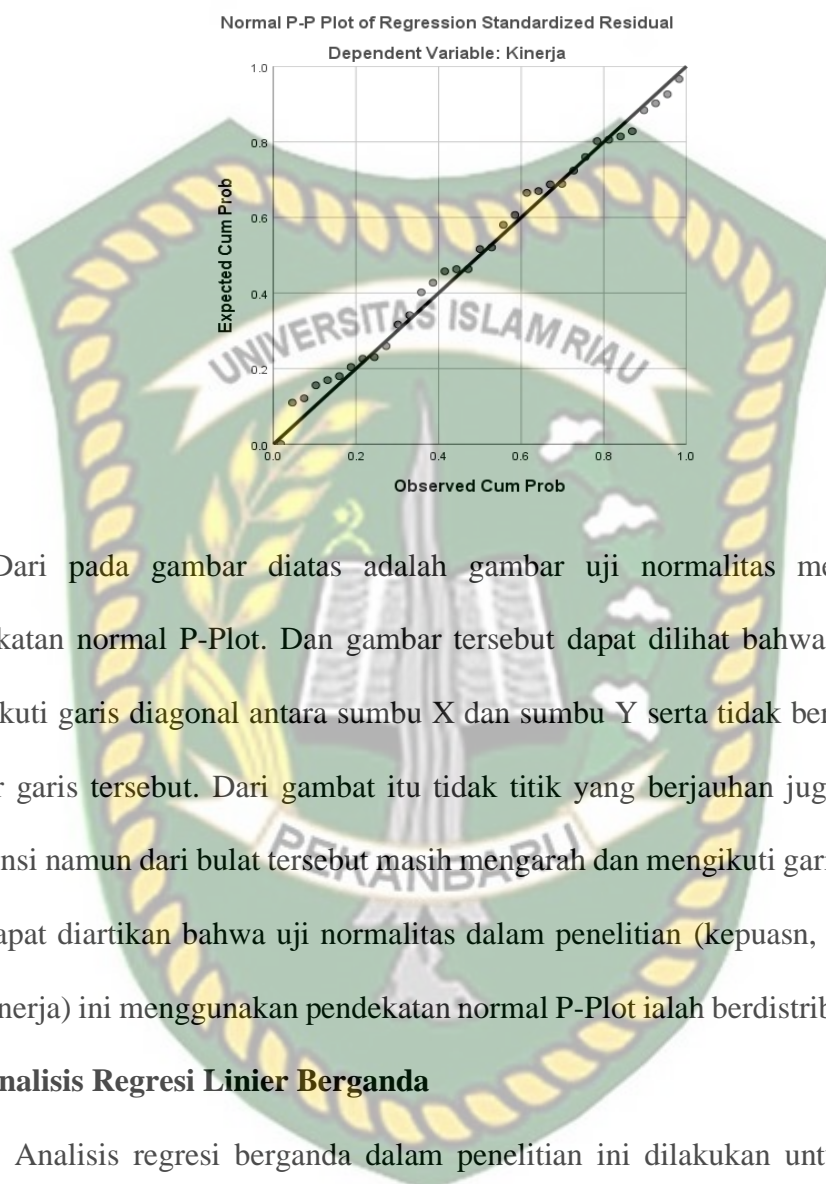 Normal P-P Plot of Regression Standardized Residual
Dependent Variable: Kinerja
1.0
0.8
0.6
0.4
0.2
0.0
Expected Cum Prob
0.0 0.2 0.4 0.6 0.8 1.0
Observed Cum Prob
UNIVERSITAS ISLAM RIAU
Dari pada gambar diatas adalah gambar uji normalitas me
katan normal P-Plot. Dan gambar tersebut dapat dilihat bahwa
kuti garis diagonal antara sumbu X dan sumbu Y serta tidak ber
r garis tersebut. Dari gambat itu tidak titik yang berjauhan jug
PEKANBARU
nsi namun dari bulat tersebut masih mengarah dan mengikuti gari
apat diartikan bahwa uji normalitas dalam penelitian (kepuasn,
nerja) ini menggunakan pendekatan normal P-Plot ialah berdistrib
nalisis Regresi Linier Berganda
Analisis regresi berganda dalam penelitian ini dilakukan unt